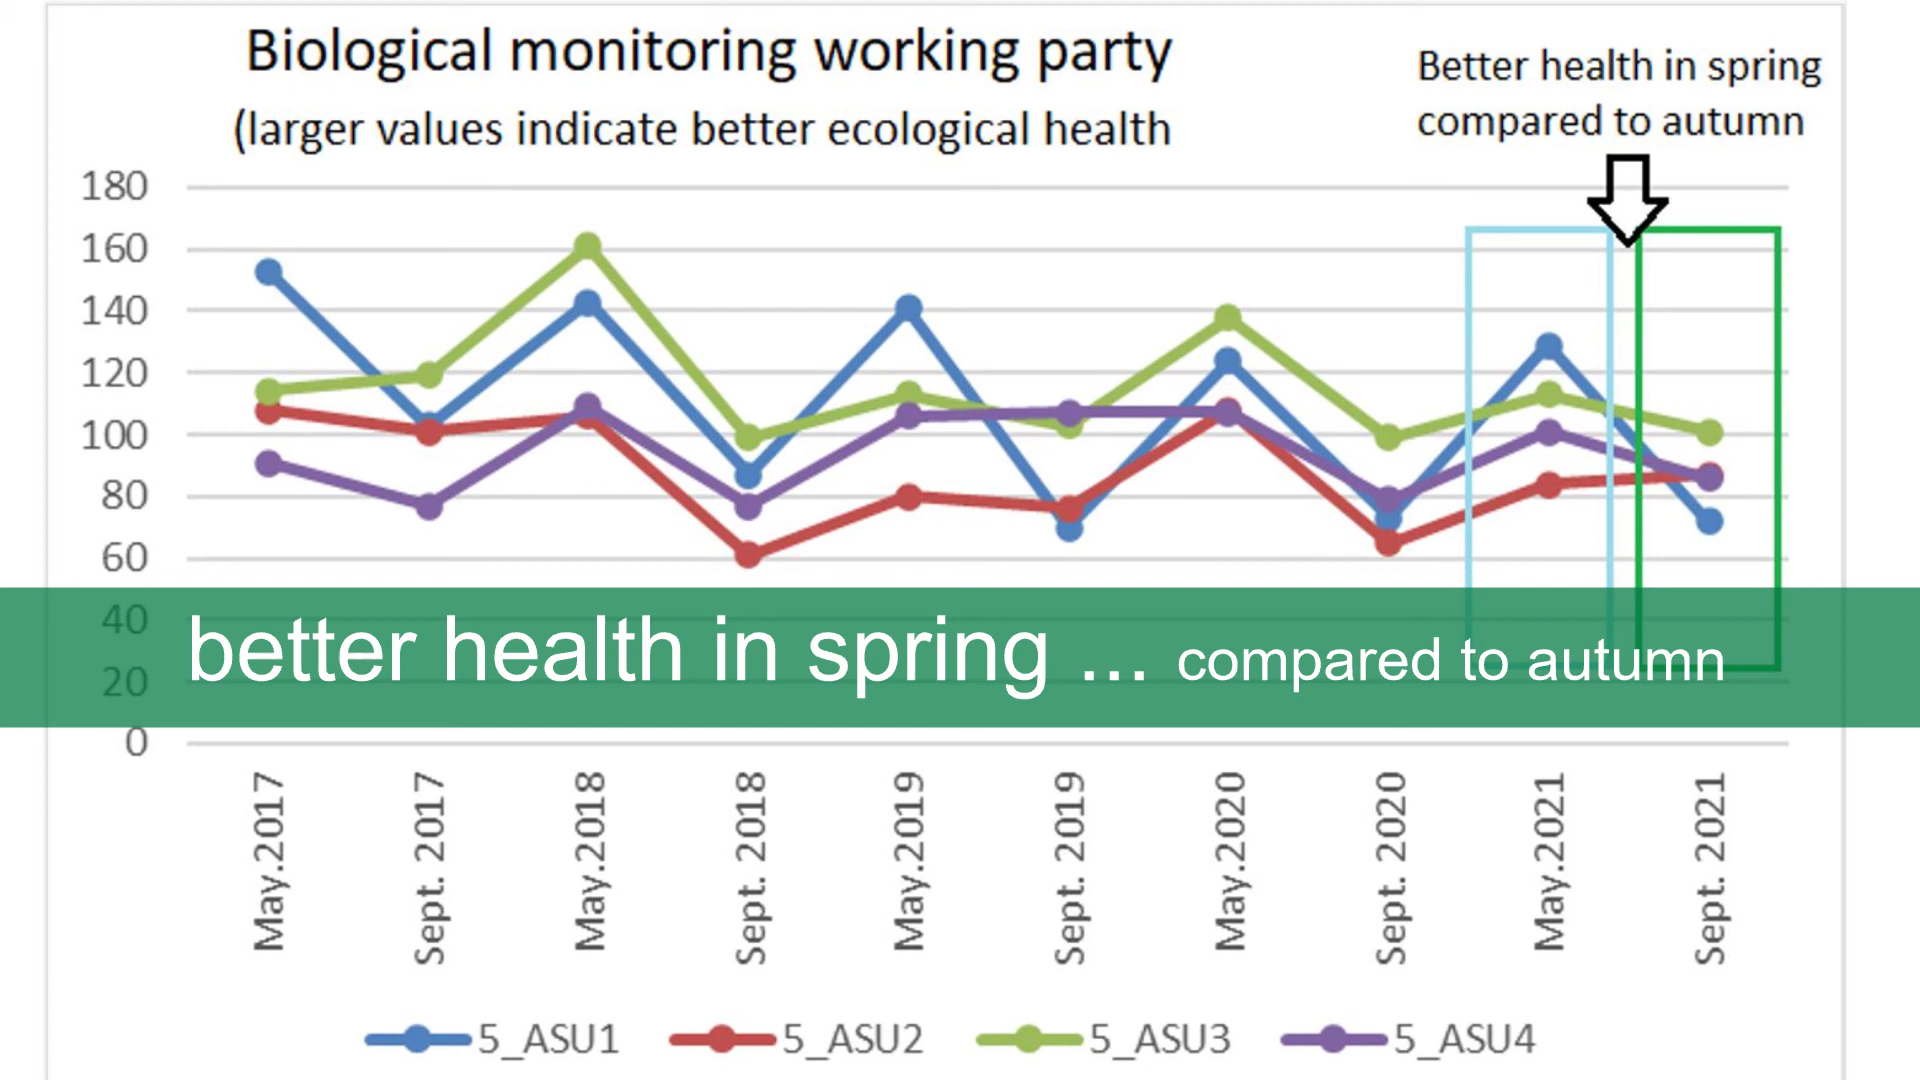 Biological monitoring working party
(larger values indicate better ecological health
Better health in spring
compared to autumn
180
160
140
120
100
80
60
40
20
0
better health in spring ... compared to autumn
May.2017
Sept. 2017
May.2018
Sept. 2018
May.2019
Sept. 2019
May.2020
Sept. 2020
May.2021
Sept. 2021
5_ASU1
5_ASU2
5_ASU3
5_ASU4